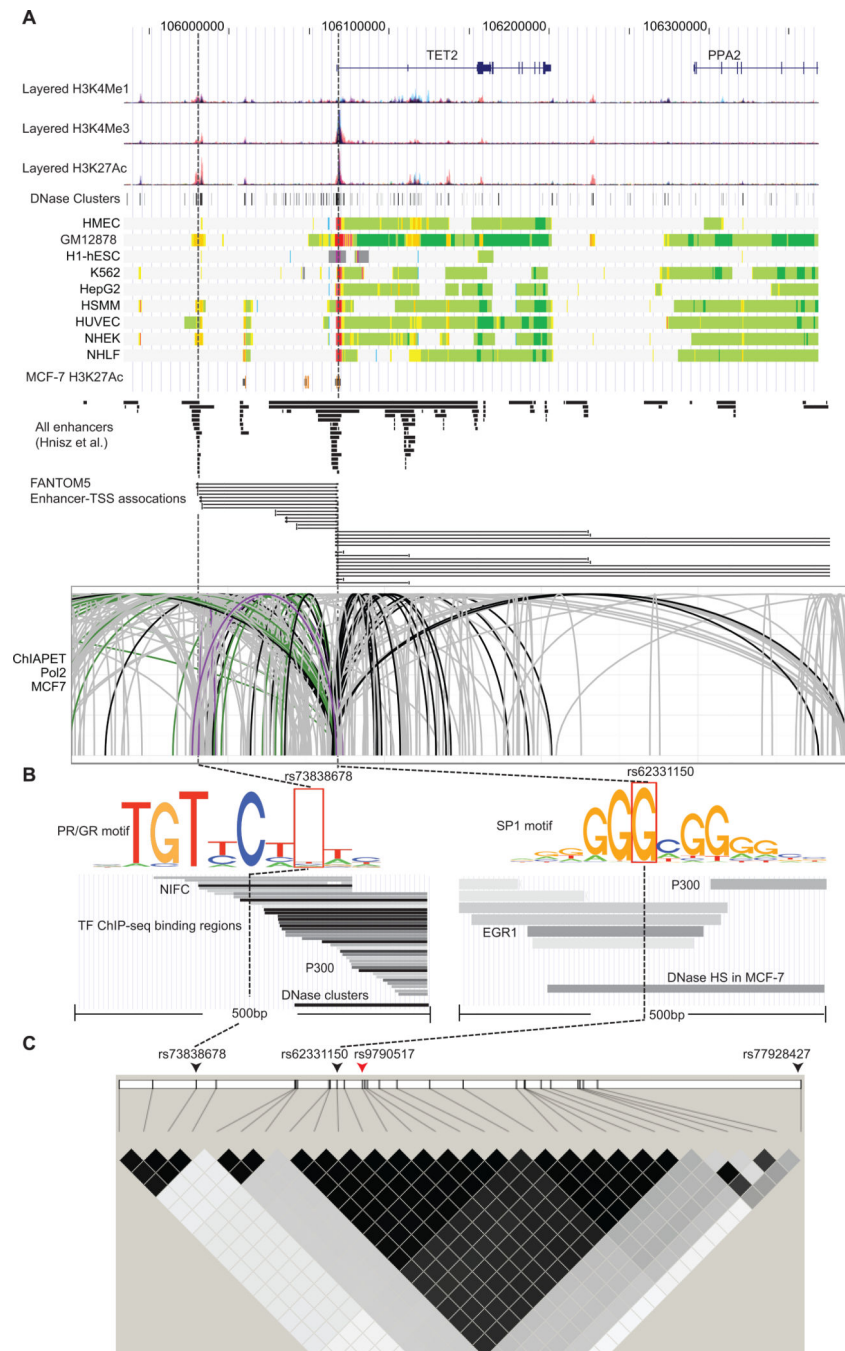 A
106000000 106100000 106200000 106300000
TET2 PPA2
Layered H3K4Me1
Layered H3K4Me3
Layered H3K27Ac
DNase Clusters
HMEC
GM12878
H1-hESC
K562
HepG2
HSMM
HUVEC
NHEK
NHLF
MCF-7 H3K27Ac
All enhancers
(Hnisz et al.)
FANTOM5
Enhancer-TSS assocations
ChIAPET
Pol2
MCF7
B
rs73838678 rs62331150
PR/GR motif
TGT C
SP1 motif
GGG GG
NIFC
TF ChIP-seq binding regions
P300
DNase clusters
500bp
P300
EGR1
DNase HS in MCF-7
500bp
C
rs73838678 rs62331150 rs9790517 rs77928427